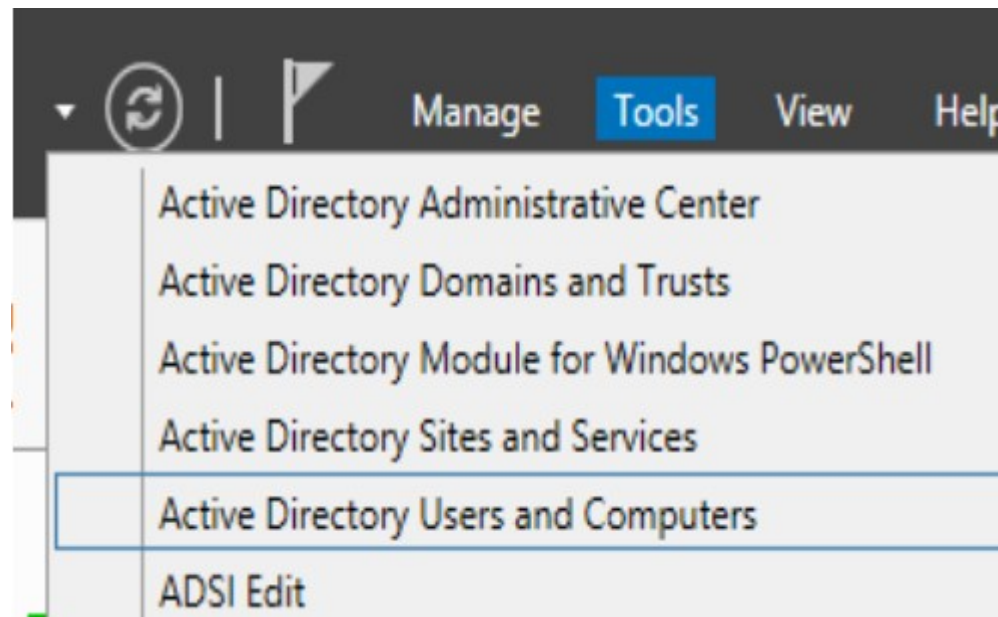 Manage Tools View Help
Active Directory Administrative Center
Active Directory Domains and Trusts
Active Directory Module for Windows PowerShell
Active Directory Sites and Services
Active Directory Users and Computers
ADSI Edit